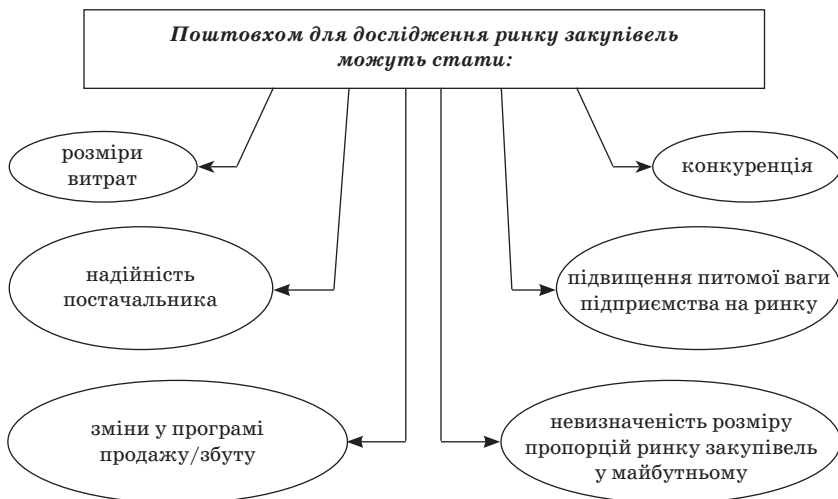 Поштовхом для дослідження ринку закупівель
можуть стати:
розміри
витрат
конкуренція
надійність
постачальника
підвищення питомої ваги
підприємства на ринку
зміни у програмі
продажу/збуту
невизначеність розміру
пропорцій ринку закупівель
у майбутньому